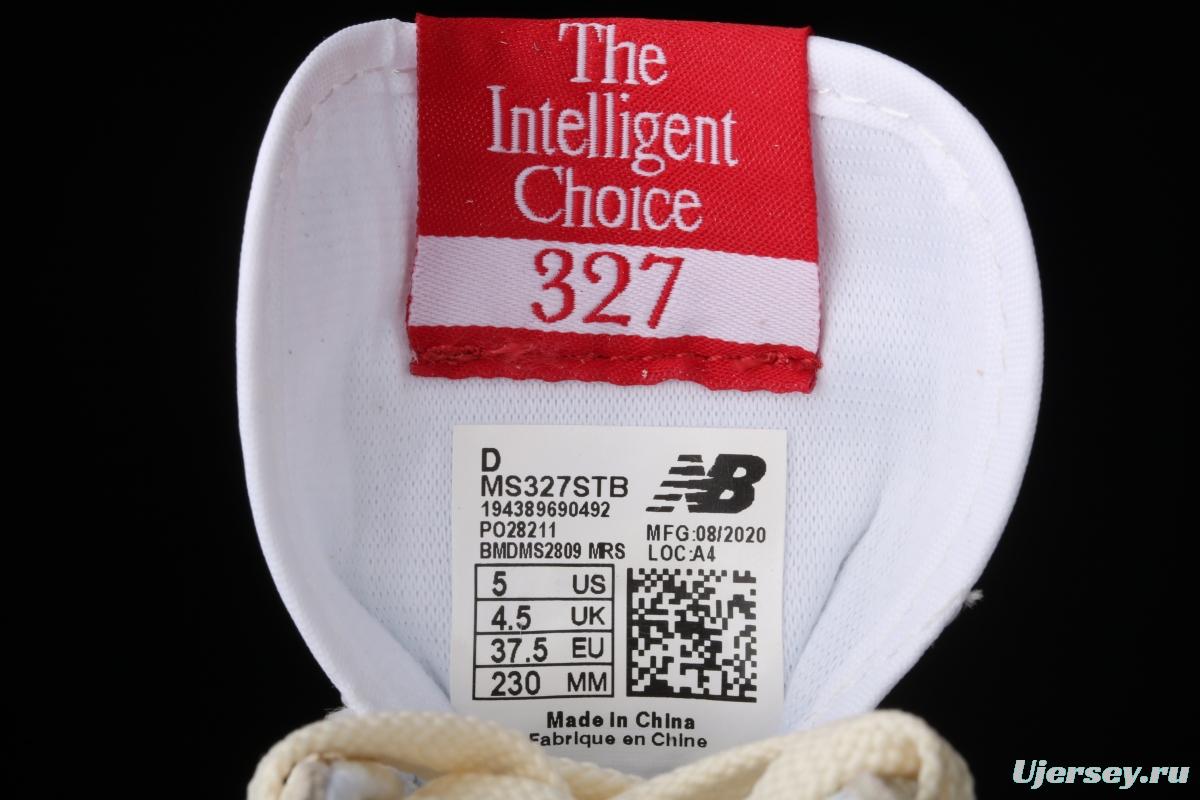 The
Intelligent
Choice
327
D
MS327STB
194389690492
PO28211
BMDMS2809 MRS
NB
MFG:08/2020
LOC:A4
5 US
4.5 UK
37.5 EU
230 MM
Made in China
Fabrique en Chine
Ujersey.ru